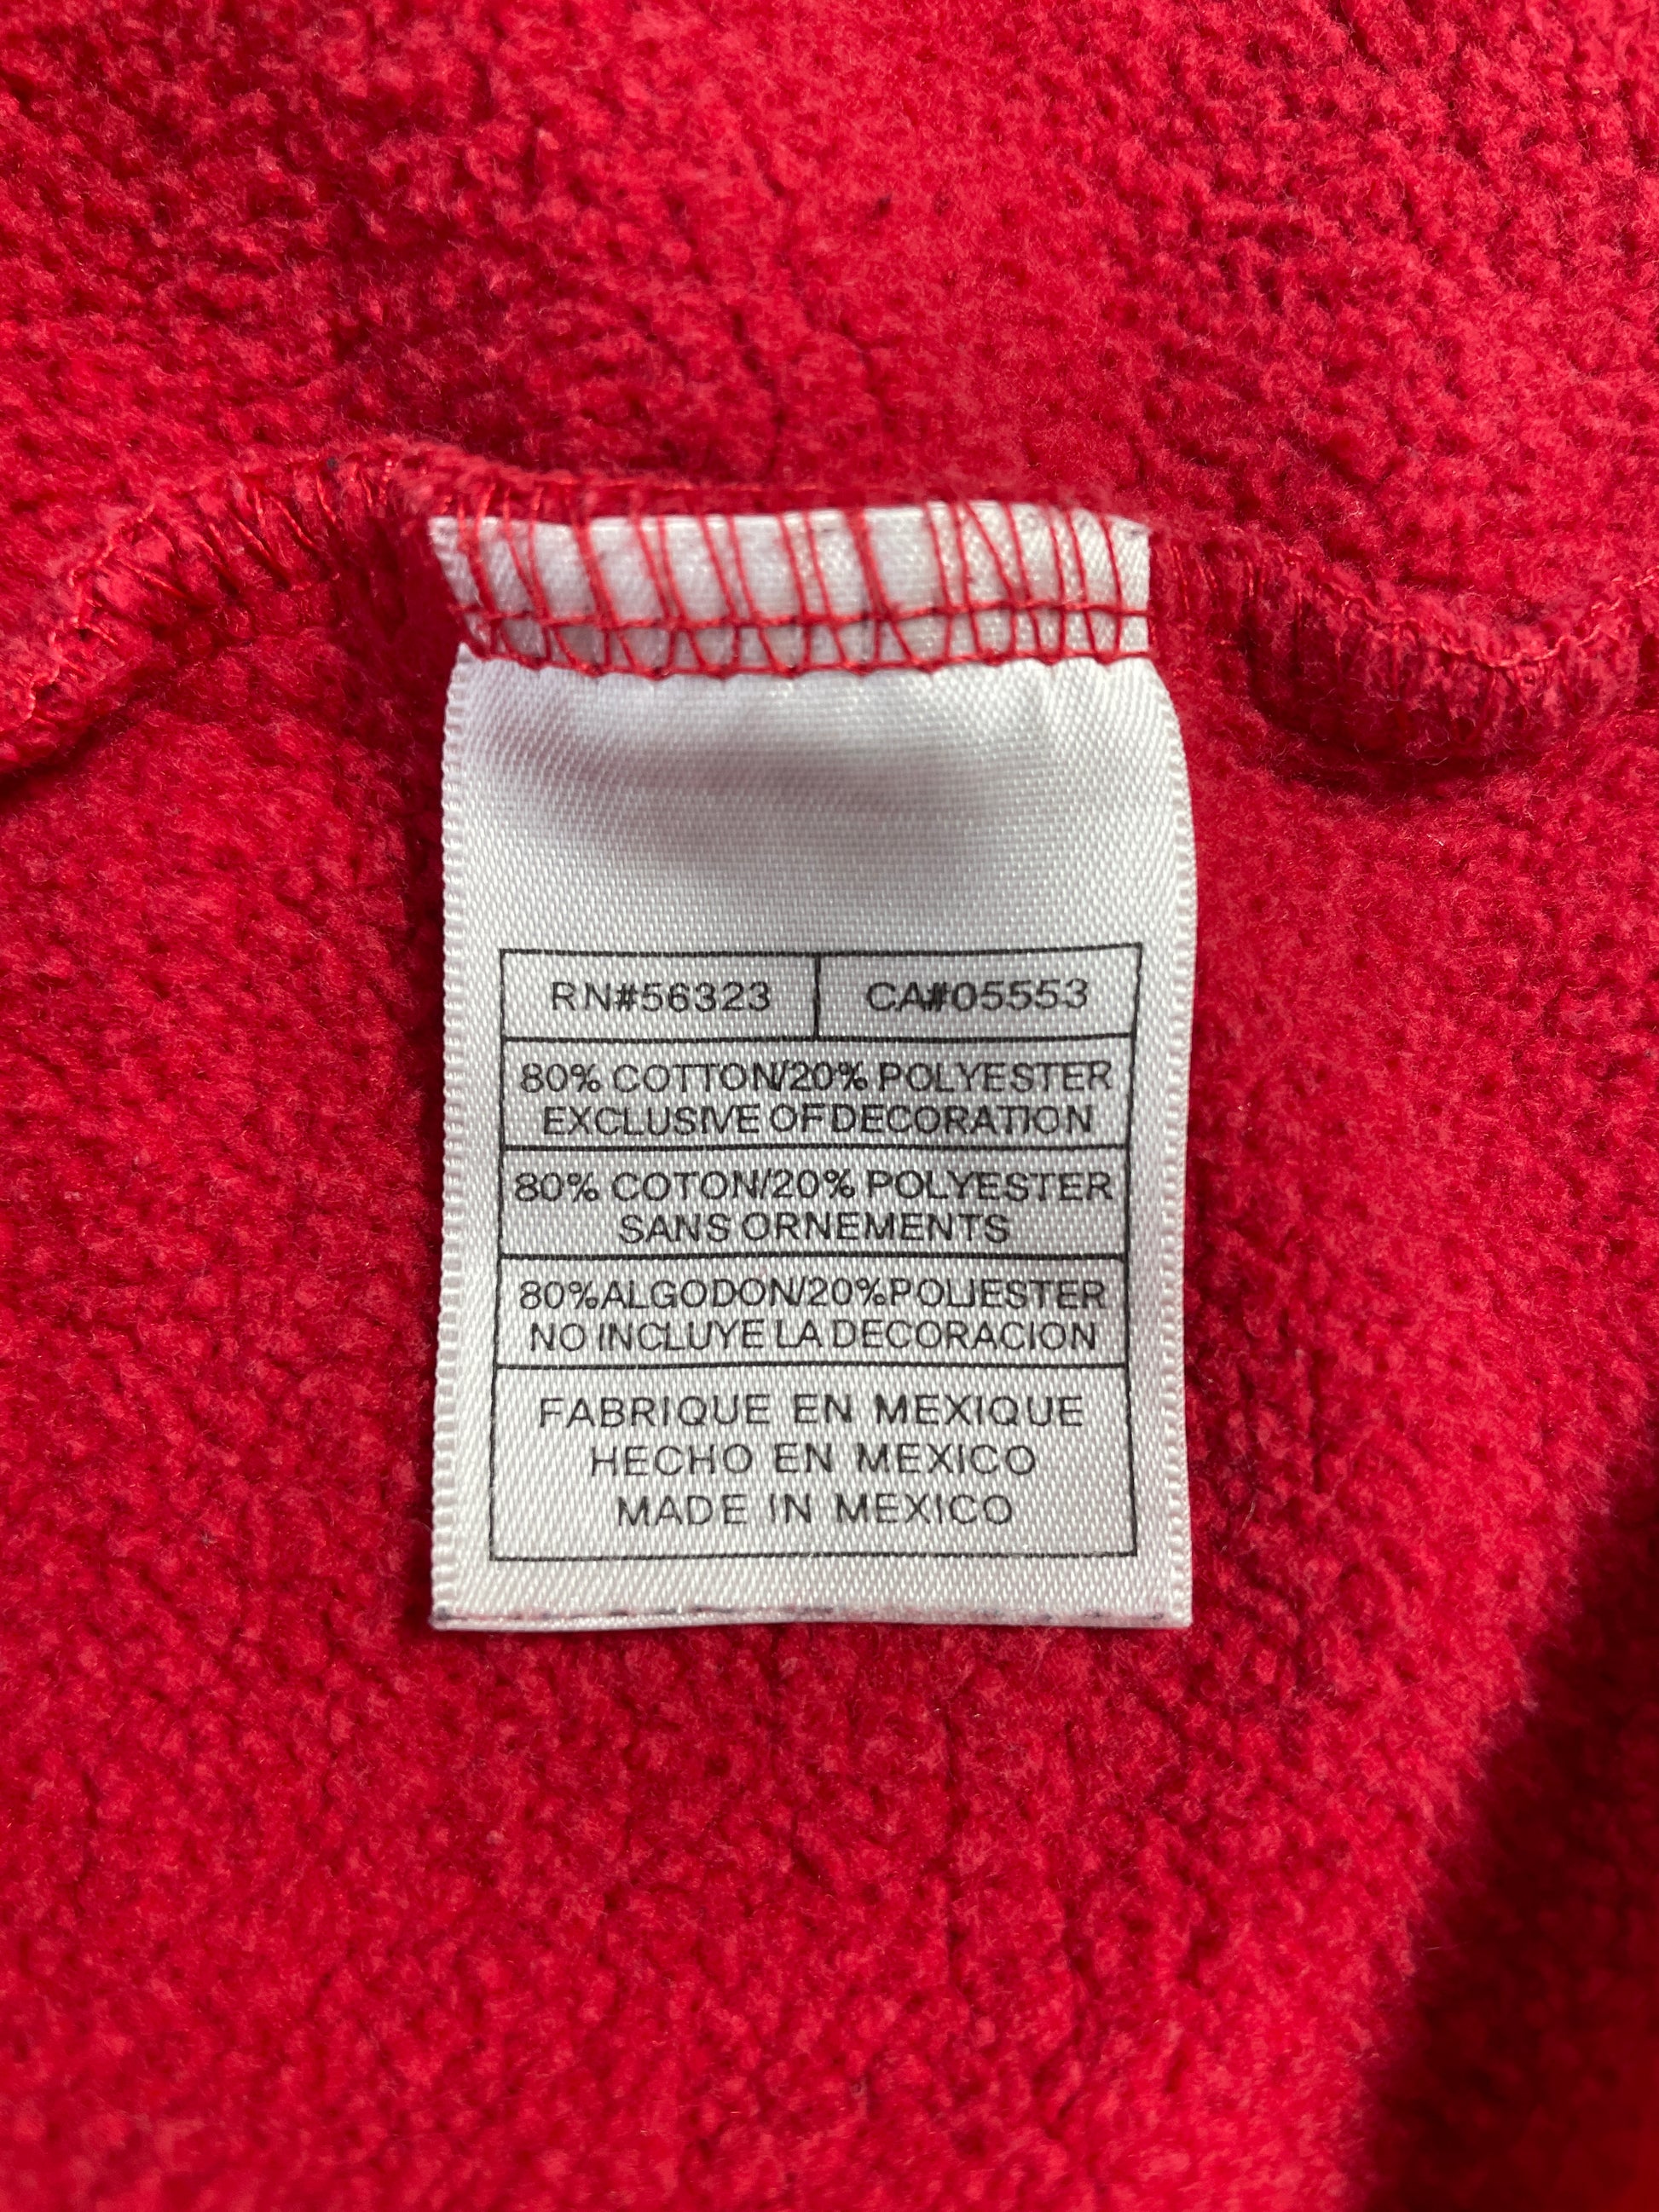 RN#56323 CA#05553
80% COTTON/20% POLYESTER
EXCLUSIVE OF DECORATION
80% COTON/20% POLYESTER
SANS ORNEMENTS
80%ALGODON/20%POLIESTER
NO INCLUYE LA DECORACION
FABRIQUE EN MEXIQUE
HECHO EN MEXICO
MADE IN MEXICO